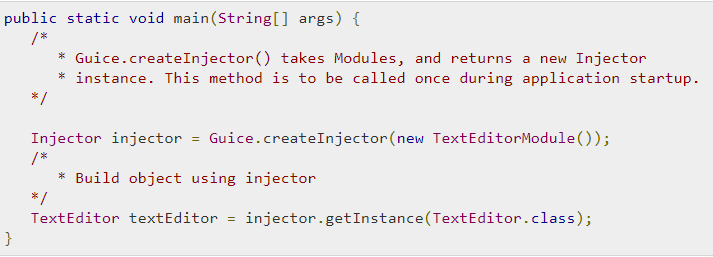 public static void main(String[] args) {
/*
* Guice.createInjector() takes Modules, and returns a new Injector
* instance. This method is to be called once during application startup.
*/
Injector injector = Guice.createInjector(new TextEditorModule());
/*
* Build object using injector
*/
TextEditor textEditor = injector.getInstance(TextEditor.class);
}